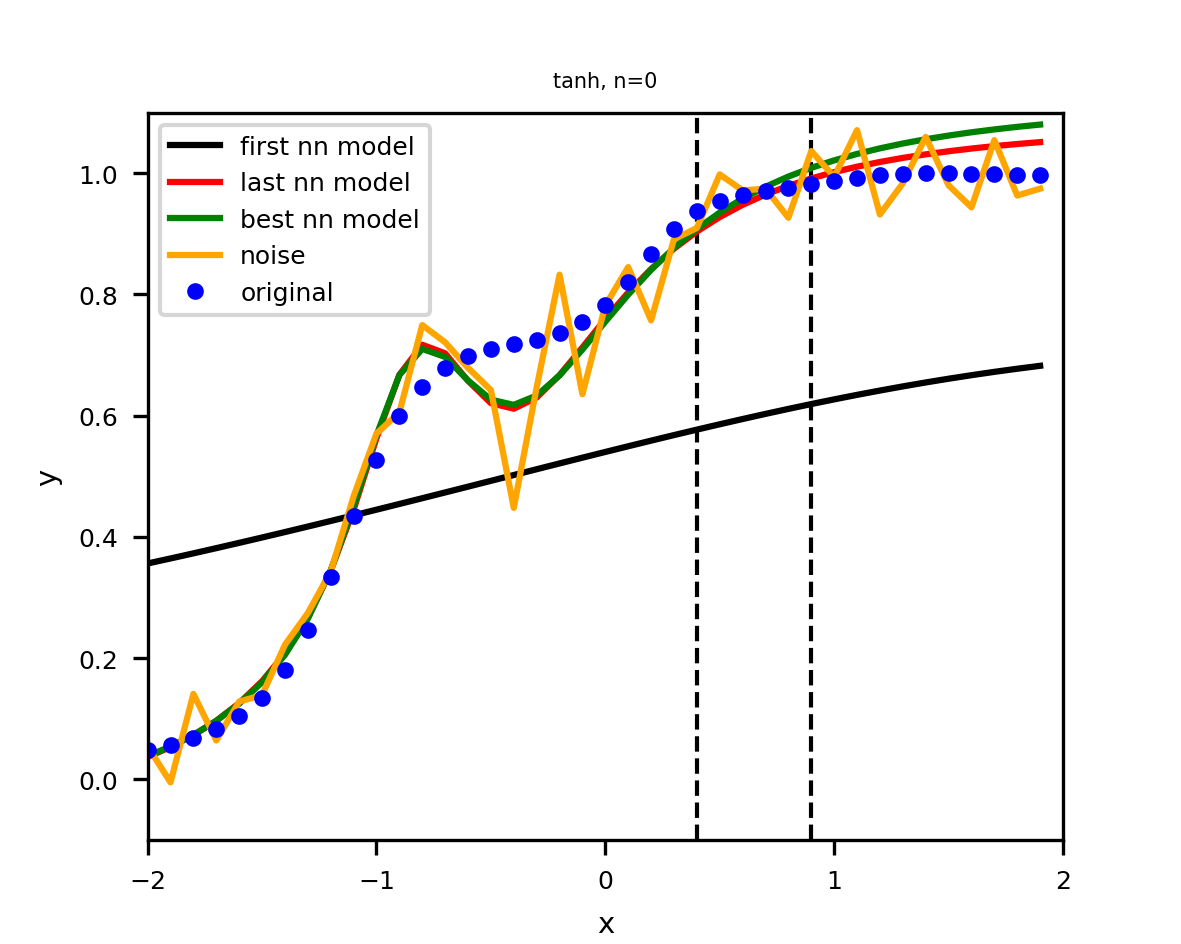 tanh, n=0
first nn model
last nn model
best nn model
noise
original
1.0
0.8
0.6
0.4
0.2
0.0
y
−2 −1 0 1 2
x